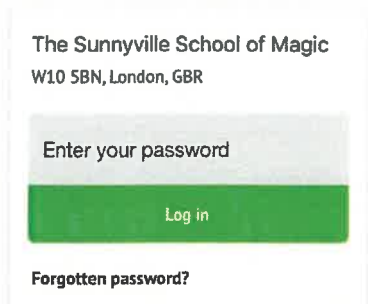 The Sunnyville School of Magic
W10 5BN, London, GBR
Enter your password
Log in
Forgotten password?